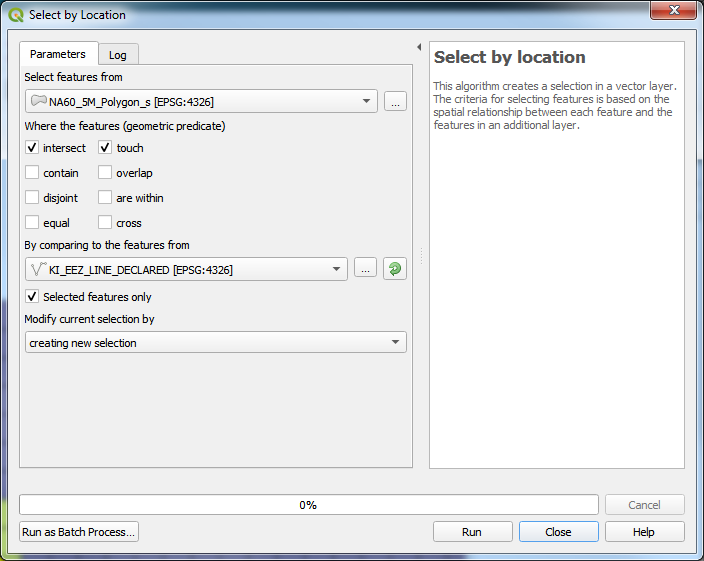 Select by Location
Parameters
Log
Select features from
NA60_5M_Polygon_s [EPSG:4326]
...
Where the features (geometric predicate)
intersect
touch
contain
overlap
disjoint
are within
equal
cross
By comparing to the features from
KI_EEZ_LINE_DECLARED [EPSG:4326]
...
Selected features only
Modify current selection by
creating new selection
Select by location
This algorithm creates a selection in a vector layer.
The criteria for selecting features is based on the
spatial relationship between each feature and the
features in an additional layer.
0%
Cancel
Run as Batch Process...
Run
Close
Help